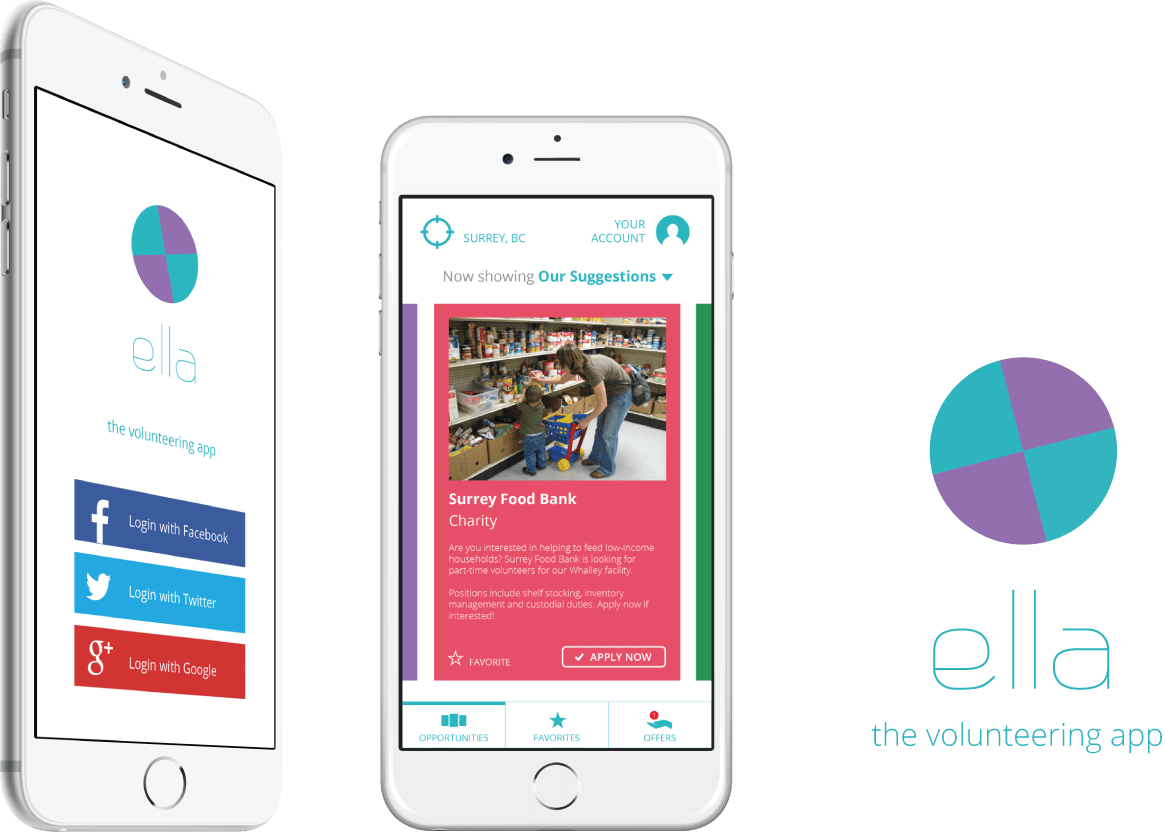 ella
the volunteering app
Login with Facebook
Login with Twitter
g+ Login with Google
SURREY, BC
YOUR
ACCOUNT
Now showing Our Suggestions
Surrey Food Bank
Charity
Are you interested in helping to feed low-income
households? Surrey Food Bank is looking for
part-time volunteers for our Whalley facility.
Positions include shelf stocking, inventory
management and custodial duties. Apply now if
interested!
FAVORITE
APPLY NOW
OPPORTUNITIES
FAVORITES
1
OFFERS
ella
the volunteering app